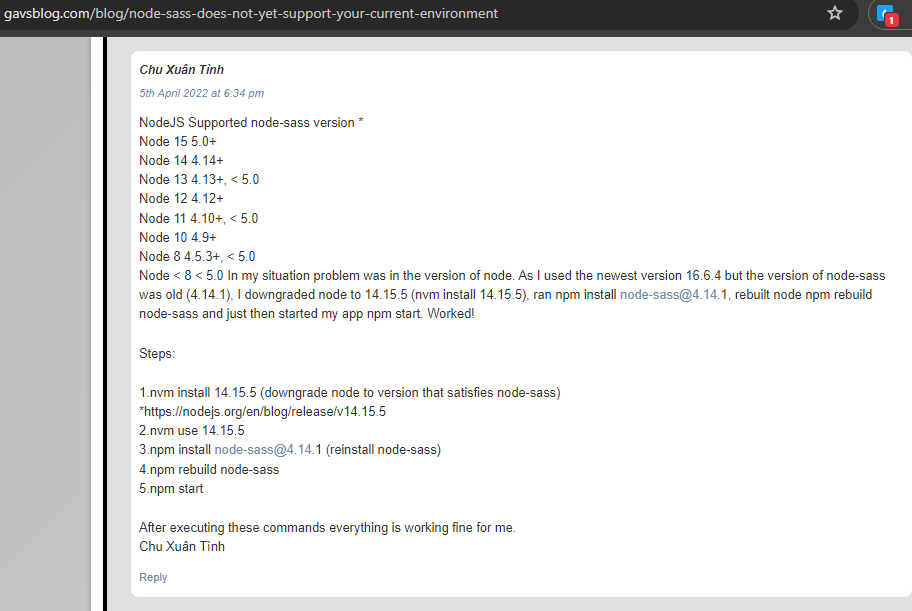 gavsblog.com/blog/node-sass-does-not-yet-support-your-current-environment
1
Chu Xuân Tỉnh
5th April 2022 at 6:34 pm
NodeJS Supported node-sass version *
Node 15 5.0+
Node 14 4.14+
Node 13 4.13+, < 5.0
Node 12 4.12+
Node 11 4.10+, < 5.0
Node 10 4.9+
Node 8 4.5.3+, < 5.0
Node < 8 < 5.0 In my situation problem was in the version of node. As I used the newest version 16.6.4 but the version of node-sass
was old (4.14.1), I downgraded node to 14.15.5 (nvm install 14.15.5), ran npm install node-sass@4.14.1, rebuilt node npm rebuild
node-sass and just then started my app npm start. Worked!
Steps:
1.nvm install 14.15.5 (downgrade node to version that satisfies node-sass)
*https://nodejs.org/en/blog/release/v14.15.5
2.nvm use 14.15.5
3.npm install node-sass@4.14.1 (reinstall node-sass)
4.npm rebuild node-sass
5.npm start
After executing these commands everything is working fine for me.
Chu Xuân Tình
Reply